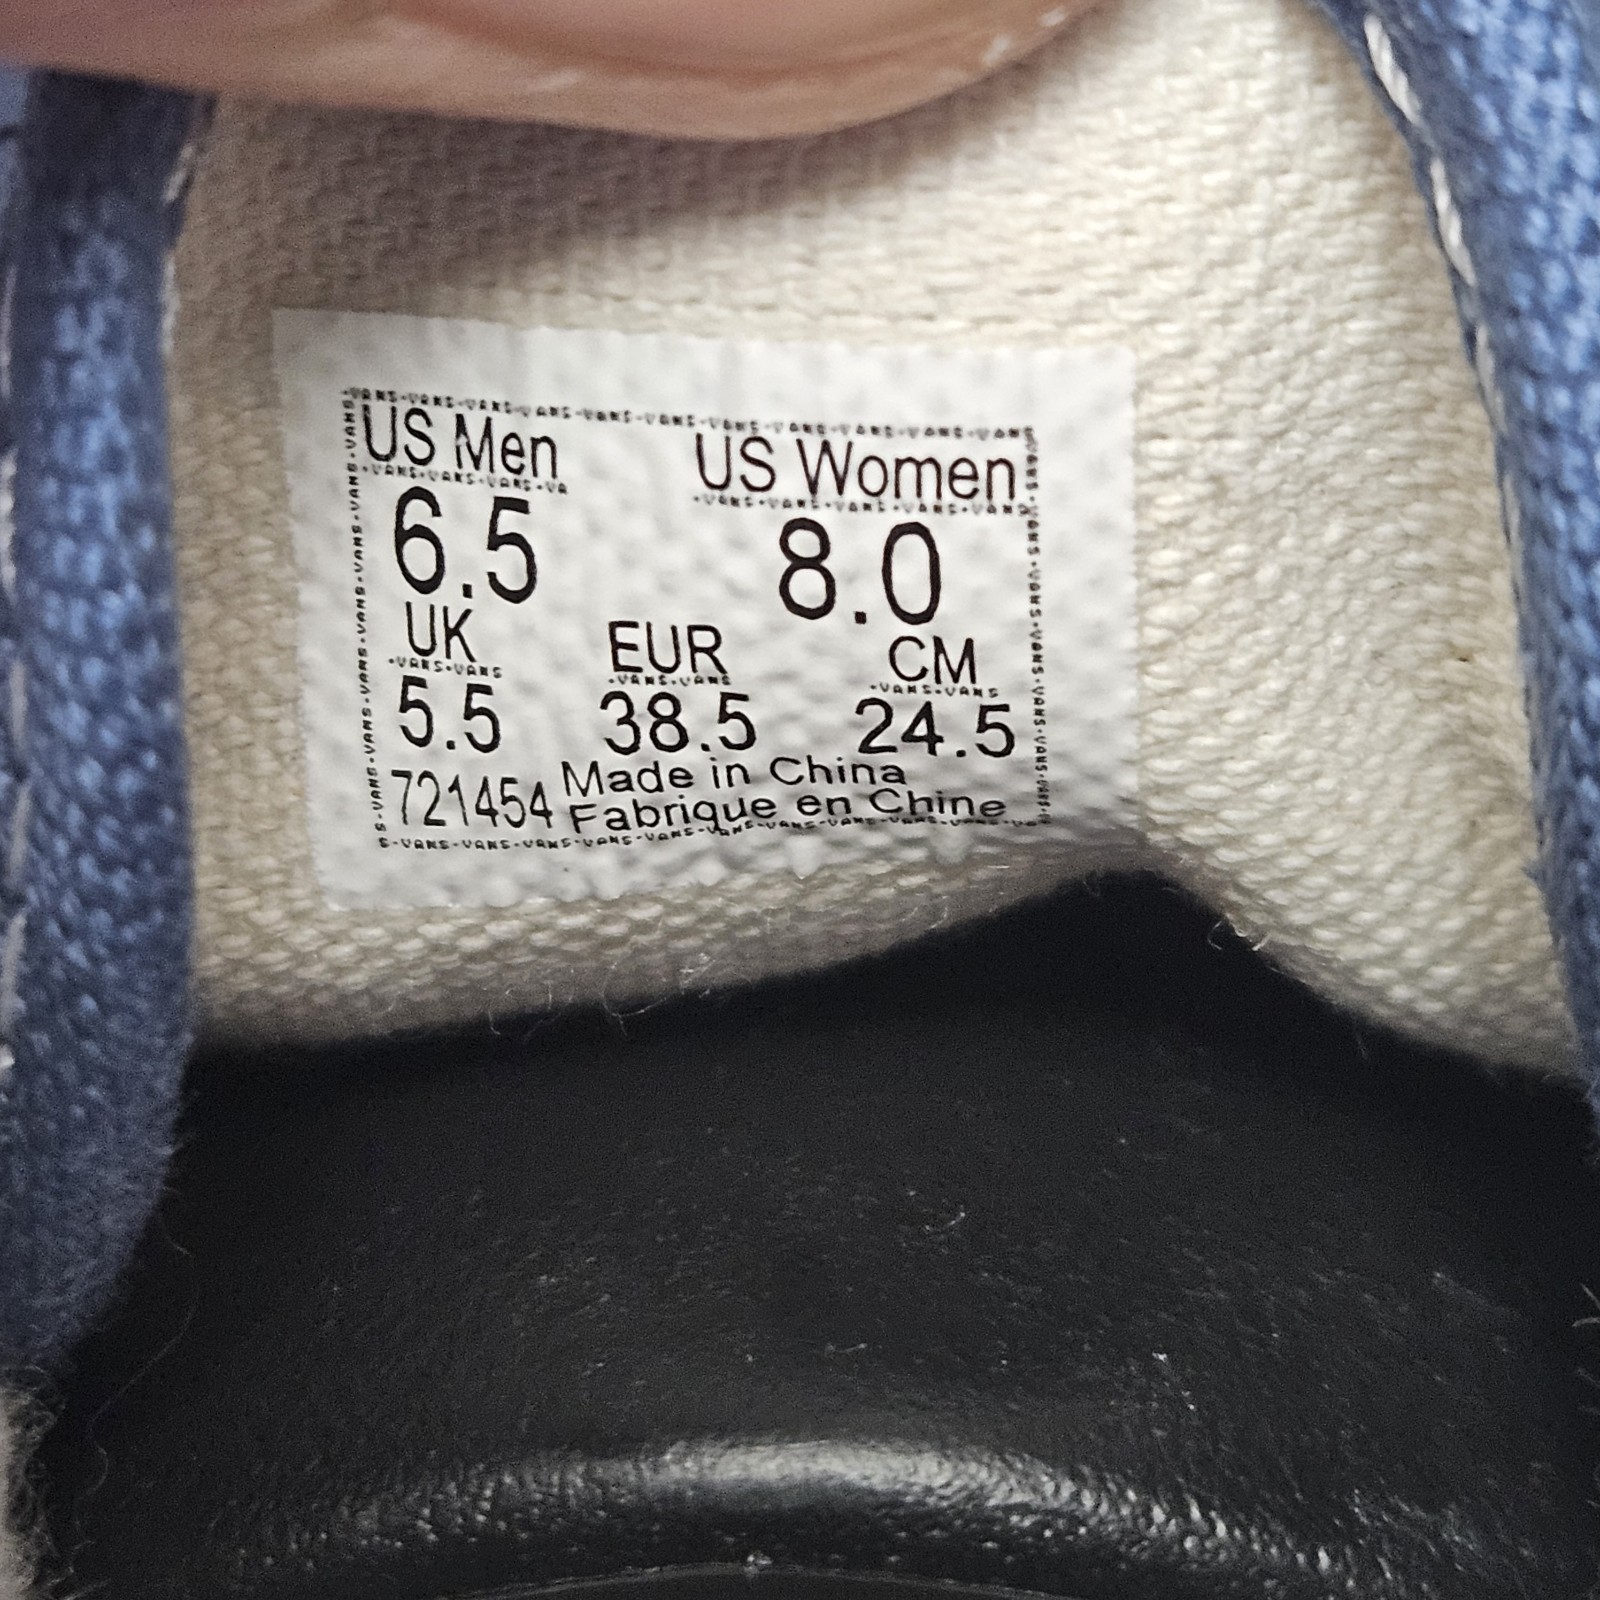 US Men US Women
6.5 8.0
UK EUR CM
5.5 38.5 24.5
721454 Made in China
Fabrique en Chine